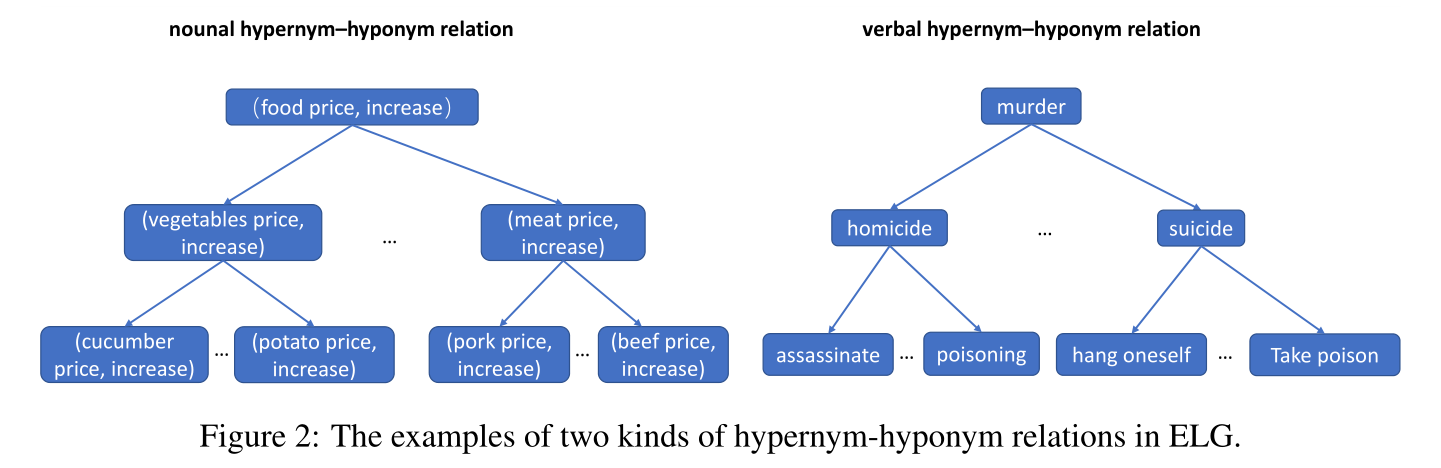 nounal hypernym–hyponym relation
verbal hypernym–hyponym relation
（food price, increase）
murder
(vegetables price,
increase)
...
(meat price,
increase)
homicide
...
suicide
(cucumber
price, increase)
...
(potato price,
increase)
(pork price,
increase)
...
(beef price,
increase)
assassinate
...
poisoning
hang oneself
...
Take poison
Figure 2: The examples of two kinds of hypernym-hyponym relations in ELG.